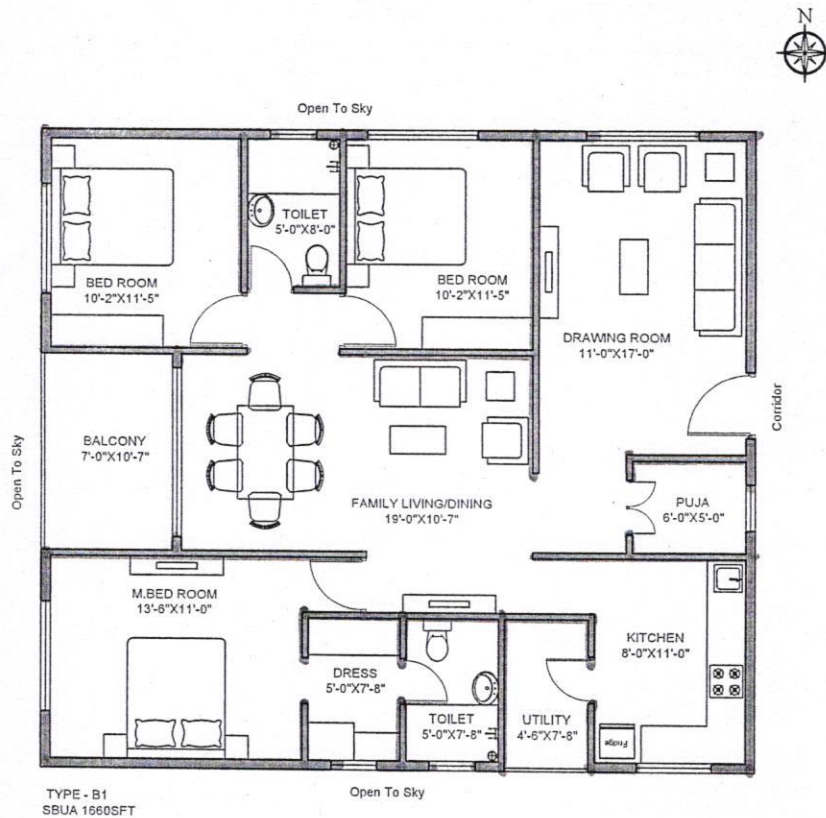 N
Open To Sky
TOILET
5'-0"X8'-0"
BED ROOM
10'-2"X11'-5"
BED ROOM
10'-2"X11'-5"
DRAWING ROOM
11'-0"X17'-0"
Corridor
Open To Sky
BALCONY
7'-0"X10'-7"
FAMILY LIVING/DINING
19'-0"X10'-7"
PUJA
6'-0"X5'-0"
M.BED ROOM
13'-6"X11'-0"
KITCHEN
8'-0"X11'-0"
DRESS
5'-0"X7'-8"
TOILET
5'-0"X7'-8"
UTILITY
4'-6"X7'-8"
Fridge
TYPE - B1
SBUA 1660SFT
Open To Sky